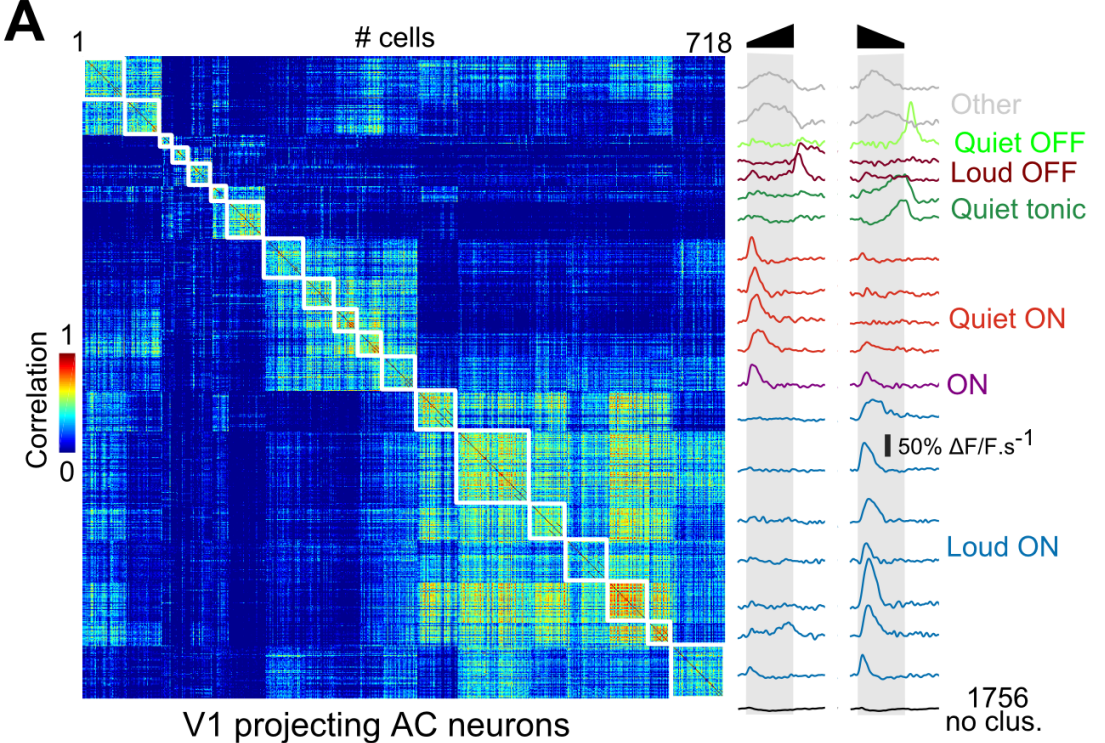 A
1
# cells
718
Correlation
1
0
V1 projecting AC neurons
Other
Quiet OFF
Loud OFF
Quiet tonic
Quiet ON
ON
50% ΔF/F.s⁻¹
Loud ON
1756
no clus.